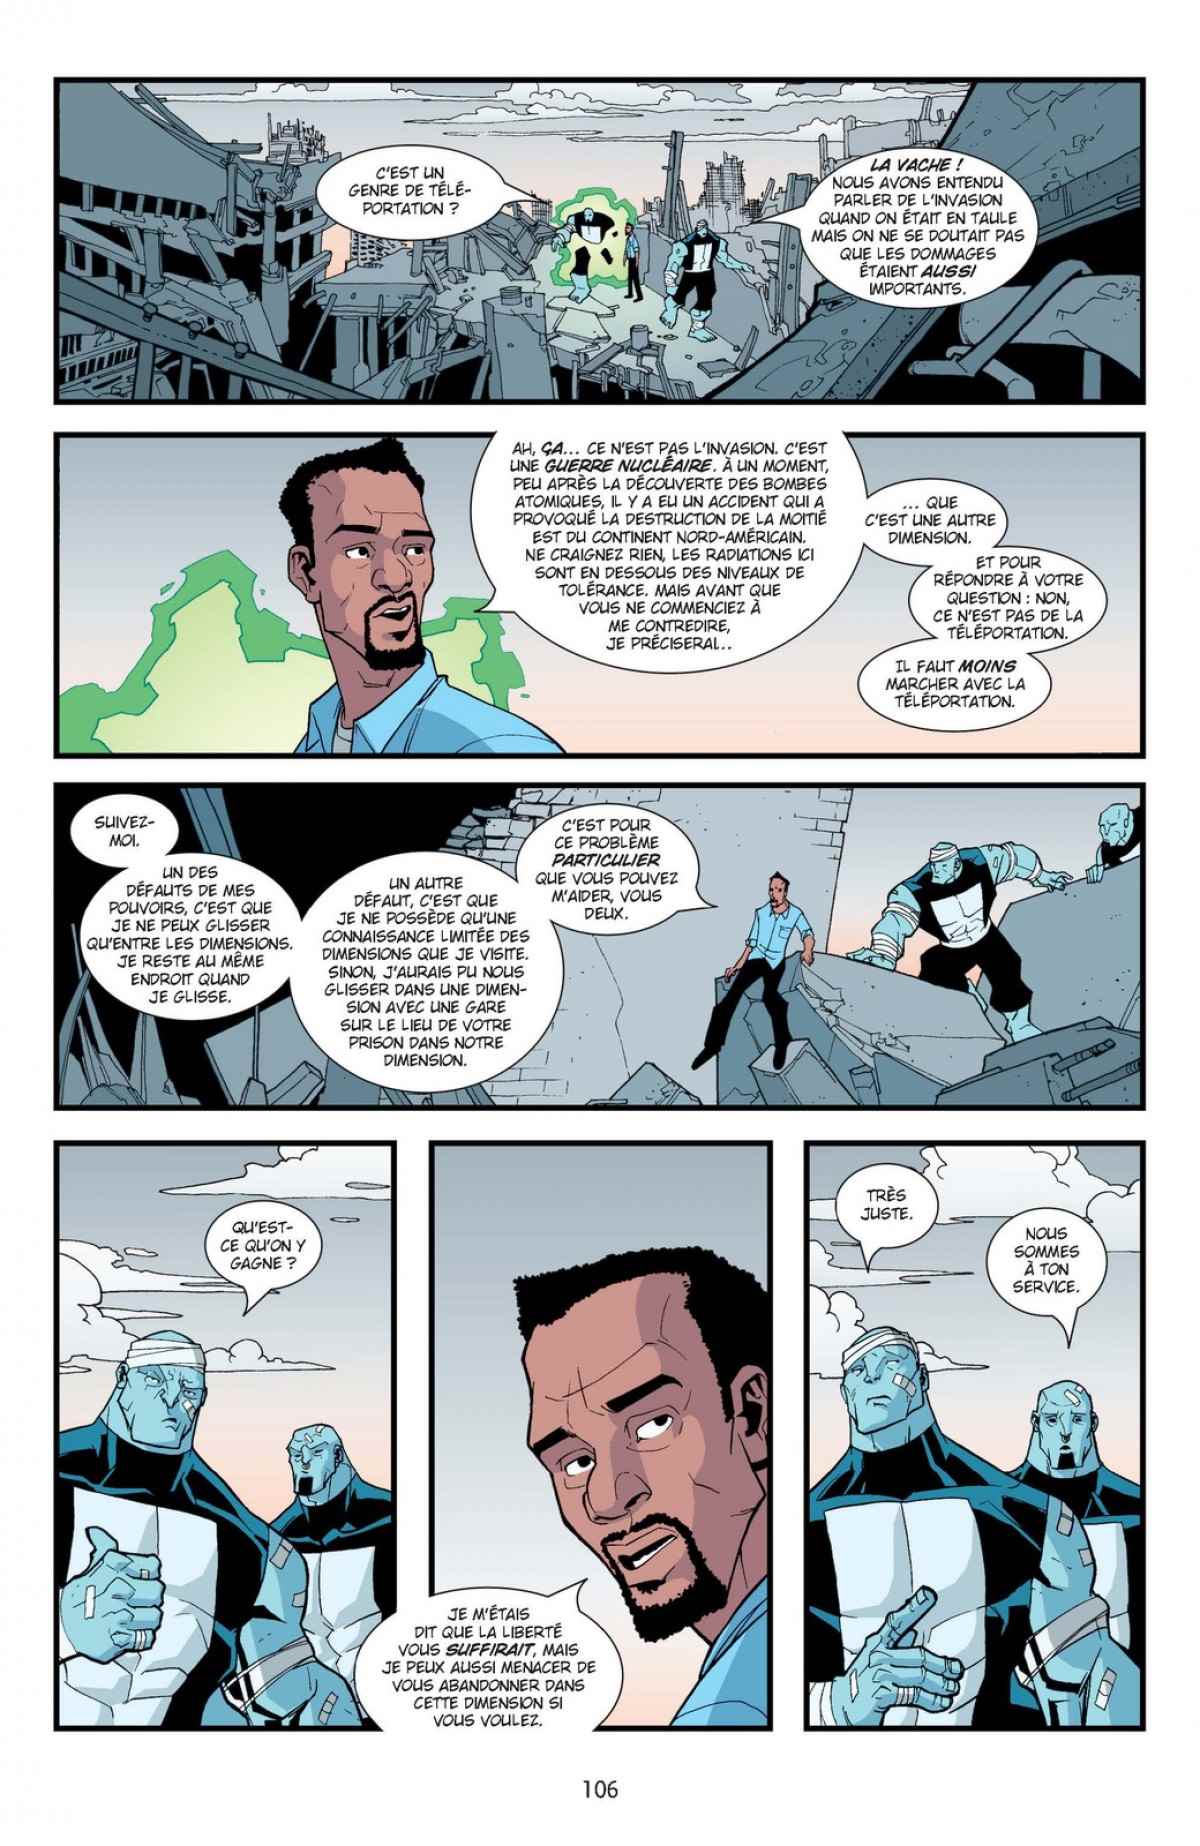 C'EST UN
GENRE DE TÉLÉ-
PORTATION ?
LA VACHE !
NOUS AVONS ENTENDU
PARLER DE L'INVASION
QUAND ON ÉTAIT EN TAULE
MAIS ON NE SE DOUTAIT PAS
QUE LES DOMMAGES
ÉTAIENT AUSSI
IMPORTANTS.
AH, ÇA... CE N'EST PAS L'INVASION. C'EST
UNE GUERRE NUCLÉAIRE. À UN MOMENT,
PEU APRÈS LA DÉCOUVERTE DES BOMBES
ATOMIQUES, IL Y A EU UN ACCIDENT QUI A
PROVOQUÉ LA DESTRUCTION DE LA MOITIÉ
EST DU CONTINENT NORD-AMÉRICAIN.
NE CRAIGNEZ RIEN, LES RADIATIONS ICI
SONT EN DESSOUS DES NIVEAUX DE
TOLÉRANCE. MAIS AVANT QUE
VOUS NE COMMENCIEZ À
ME CONTREDIRE,
JE PRÉCISERAI..
... QUE
C'EST UNE AUTRE
DIMENSION.
ET POUR
RÉPONDRE À VOTRE
QUESTION : NON,
CE N'EST PAS DE LA
TÉLÉPORTATION.
IL FAUT MOINS
MARCHER AVEC LA
TÉLÉPORTATION.
SUIVEZ-
MOI.
UN DES
DÉFAUTS DE MES
POUVOIRS, C'EST QUE
JE NE PEUX GLISSER
QU'ENTRE LES DIMENSIONS.
JE RESTE AU MÊME
ENDROIT QUAND
JE GLISSE.
UN AUTRE
DÉFAUT, C'EST QUE
JE NE POSSÈDE QU'UNE
CONNAISSANCE LIMITÉE DES
DIMENSIONS QUE JE VISITE.
SINON, J'AURAIS PU NOUS
GLISSER DANS UNE DIMEN-
SION AVEC UNE GARE
SUR LE LIEU DE VOTRE
PRISON DANS NOTRE
DIMENSION.
C'EST POUR
CE PROBLÈME
PARTICULIER
QUE VOUS POUVEZ
M'AIDER, VOUS
DEUX.
QU'EST-
CE QU'ON Y
GAGNE ?
JE M'ÉTAIS
DIT QUE LA LIBERTÉ
VOUS SUFFIRAIT, MAIS
JE PEUX AUSSI MENACER DE
VOUS ABANDONNER DANS
CETTE DIMENSION SI
VOUS VOULEZ.
TRÈS
JUSTE.
NOUS
SOMMES
À TON
SERVICE.
106